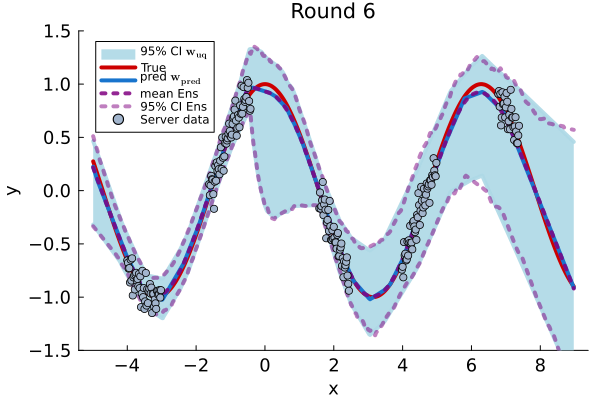 Round 6
1.5
1.0
0.5
0.0
−0.5
−1.0
−1.5
y
95% CI w_uq
True
pred w_pred
mean Ens
95% CI Ens
Server data
−4 −2 0 2 4 6 8
x